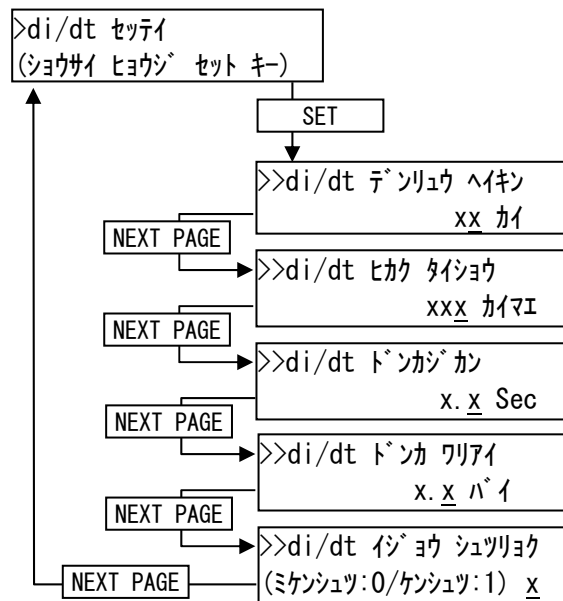 >di/dt ｾｯﾃｲ
(ｼｮｳｻｲ ﾋｮｳｼﾞ ｾｯﾄ ｷｰ)
SET
>>di/dt ﾃﾞﾝﾘｭｳ ﾍｲｷﾝ
xx ｶｲ
NEXT PAGE
>>di/dt ﾋｶｸ ﾀｲｼｮｳ
xxx ｶｲﾏｴ
NEXT PAGE
>>di/dt ﾄﾞﾝｶｼﾞｶﾝ
x.x Sec
NEXT PAGE
>>di/dt ﾄﾞﾝｶ ﾜﾘｱｲ
x.x ﾊﾞｲ
NEXT PAGE
>>di/dt ｲｼﾞｮｳ ｼｭﾂﾘｮｸ
(ﾐｹﾝｼｭﾂ:0/ｹﾝｼｭﾂ:1) x
NEXT PAGE